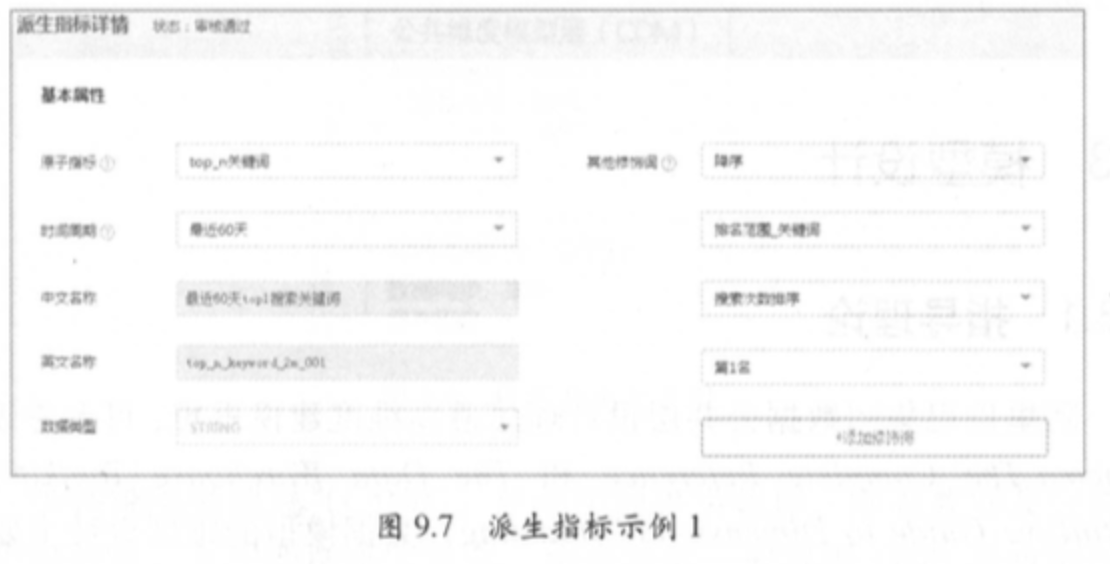 派生指标详情 状态：审核通过
基本属性
原子指标 top_n关键词 其他修饰词 降序
时间周期 最近60天 排名范围_关键词
中文名称 最近60天top1搜索关键词 搜索次数排序
英文名称 top_n_keyword_2m_001 第1名
数据类型 STRING +添加修饰词
图 9.7 派生指标示例 1